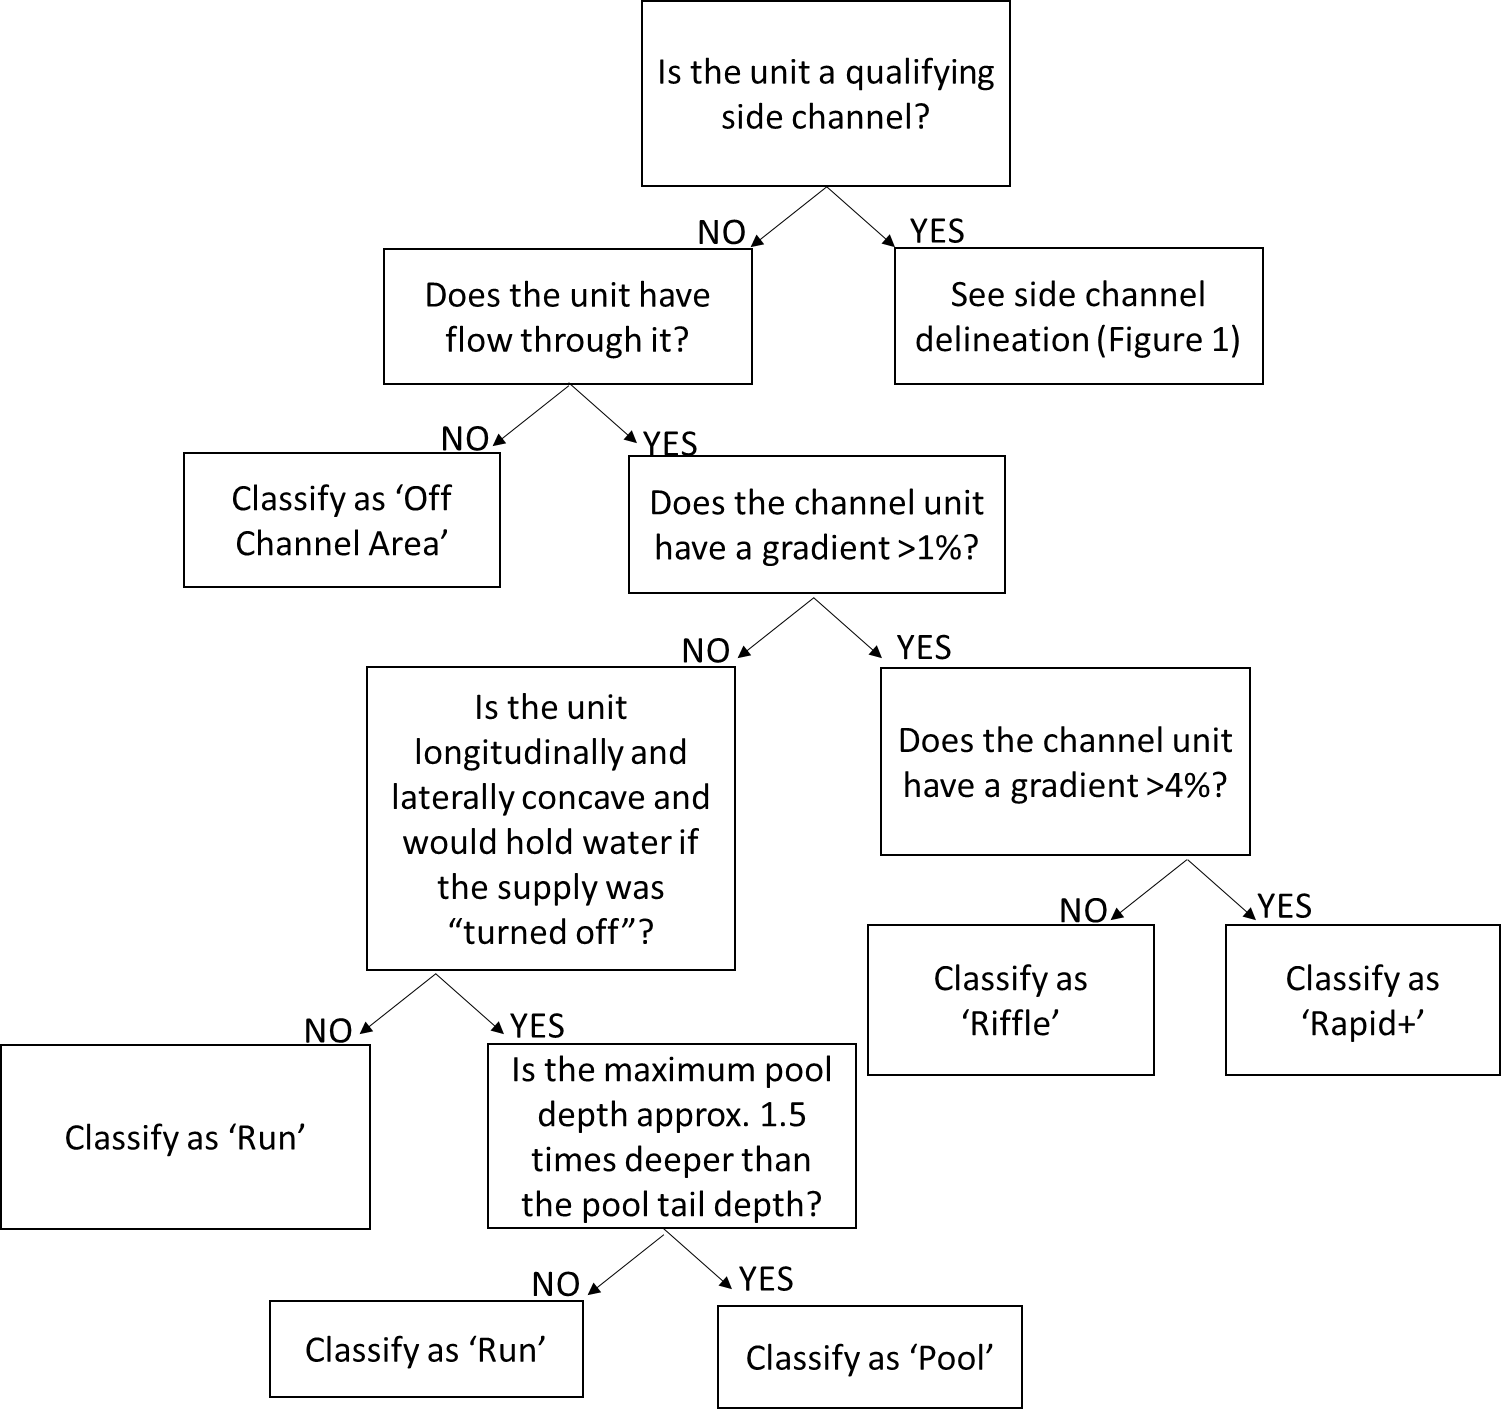 Is the unit a qualifying
side channel?
NO
YES
Does the unit have
flow through it?
See side channel
delineation (Figure 1)
NO
YES
Classify as ‘Off
Channel Area’
Does the channel unit
have a gradient >1%?
NO
YES
Is the unit
longitudinally and
laterally concave and
would hold water if
the supply was
“turned off”?
Does the channel unit
have a gradient >4%?
NO
YES
Classify as
‘Riffle’
Classify as
‘Rapid+’
NO
YES
Classify as ‘Run’
Is the maximum pool
depth approx. 1.5
times deeper than
the pool tail depth?
NO
YES
Classify as ‘Run’
Classify as ‘Pool’